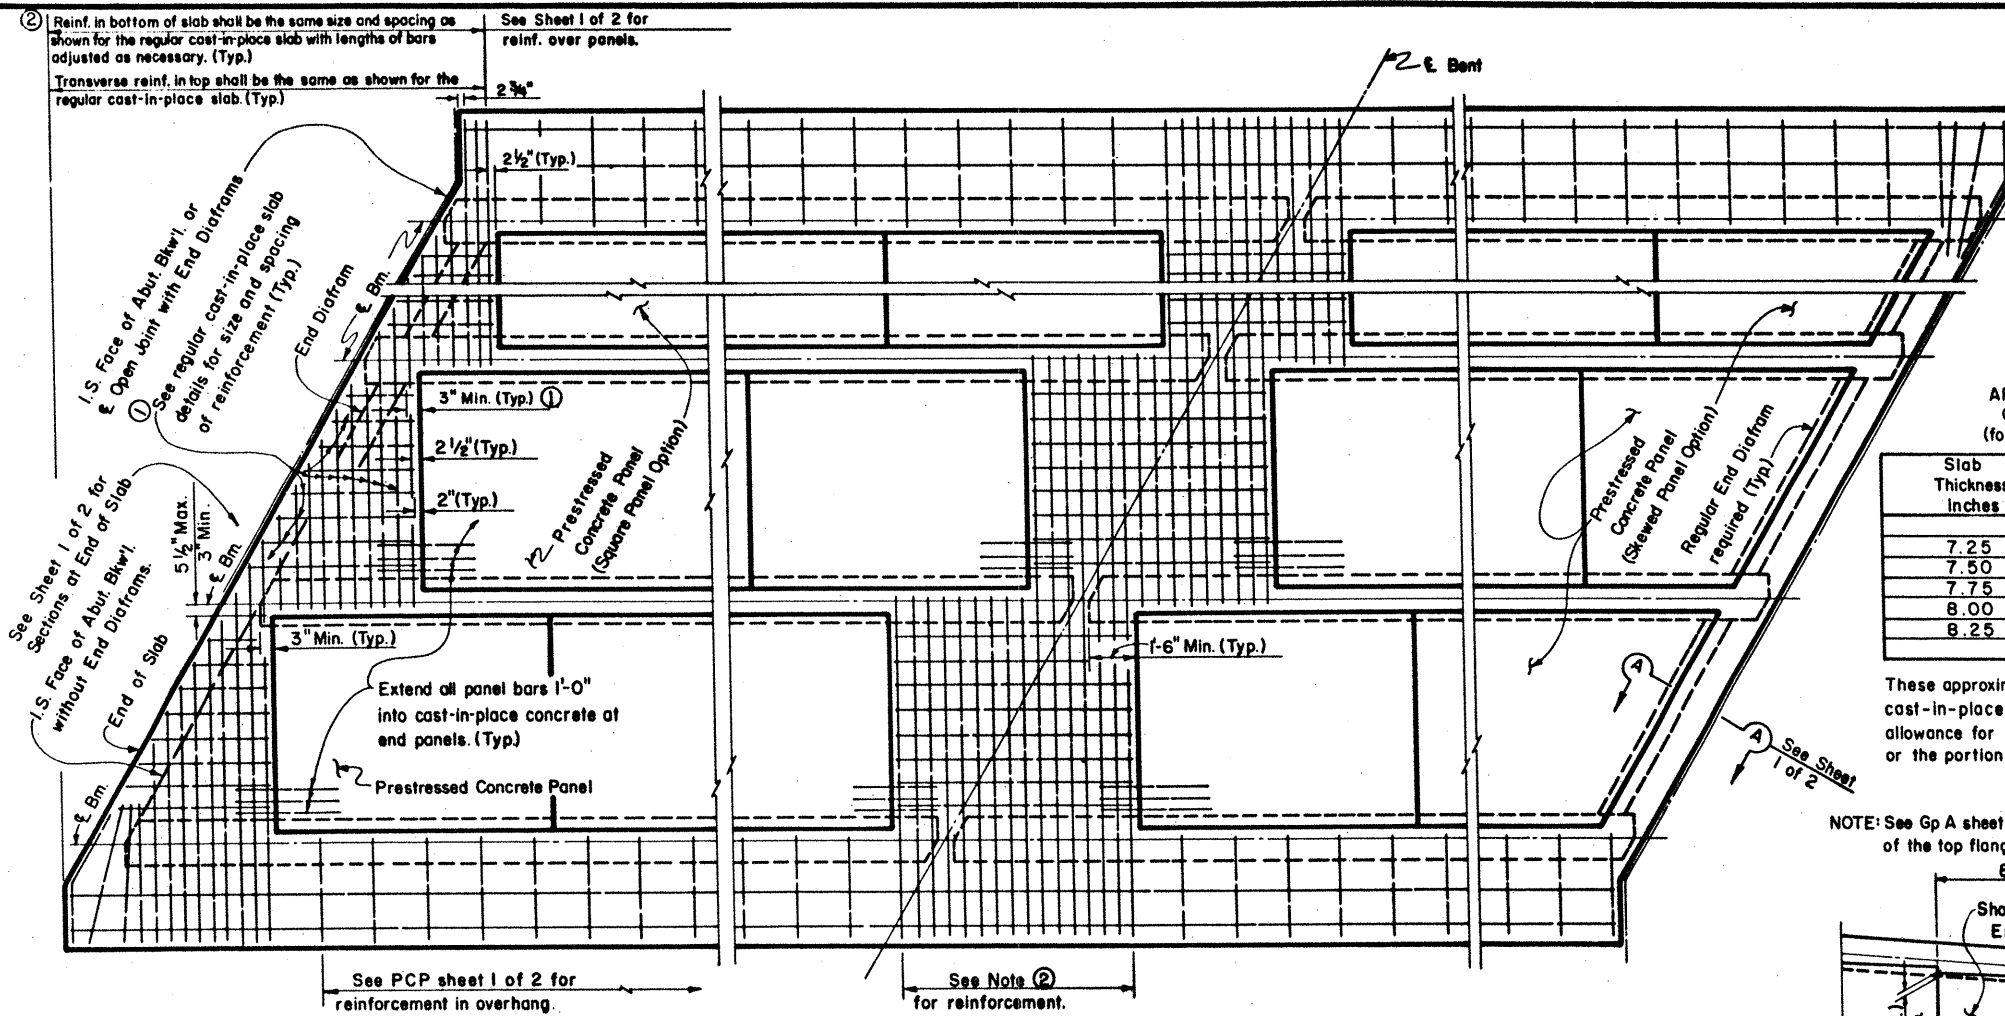 ② Reinf. in bottom of slab shall be the same size and spacing as
shown for the regular cast-in-place slab with lengths of bars
adjusted as necessary. (Typ.)
Transverse reinf. in top shall be the same as shown for the
regular cast-in-place slab. (Typ.)
See Sheet 1 of 2 for
reinf. over panels.
2 ¾"
℄ Bent
2½" (Typ.)
I.S. Face of Abut. Bkw'l. or
℄ Open Joint with End Diaframs
① See regular cast-in-place slab
details for size and spacing
of reinforcement (Typ.)
End Diafram
℄ Bm.
3" Min. (Typ.) ①
2 ½" (Typ.)
2" (Typ.)
Prestressed
Concrete Panel
(Square Panel Option)
Prestressed
Concrete Panel
(Skewed Panel Option)
Regular End Diafram
required (Typ.)
See Sheet 1 of 2 for
Sections at End of Slab
I.S. Face of Abut. Bkw'l.
without End Diaframs.
End of Slab
5 ½" Max.
3" Min.
℄ Bm.
3" Min. (Typ.)
1'-6" Min. (Typ.)
Extend all panel bars 1'-0"
into cast-in-place concrete at
end panels. (Typ.)
Prestressed Concrete Panel
℄ Bm.
A
A
See Sheet
1 of 2
(fo
Slab
Thickness
inches
7.25
7.50
7.75
8.00
8.25
These approxi
cast-in-place
allowance for
or the portion
NOTE: See Gp A sheet
of the top flang
Sha
E
See PCP sheet 1 of 2 for
reinforcement in overhang.
See Note ②
for reinforcement.